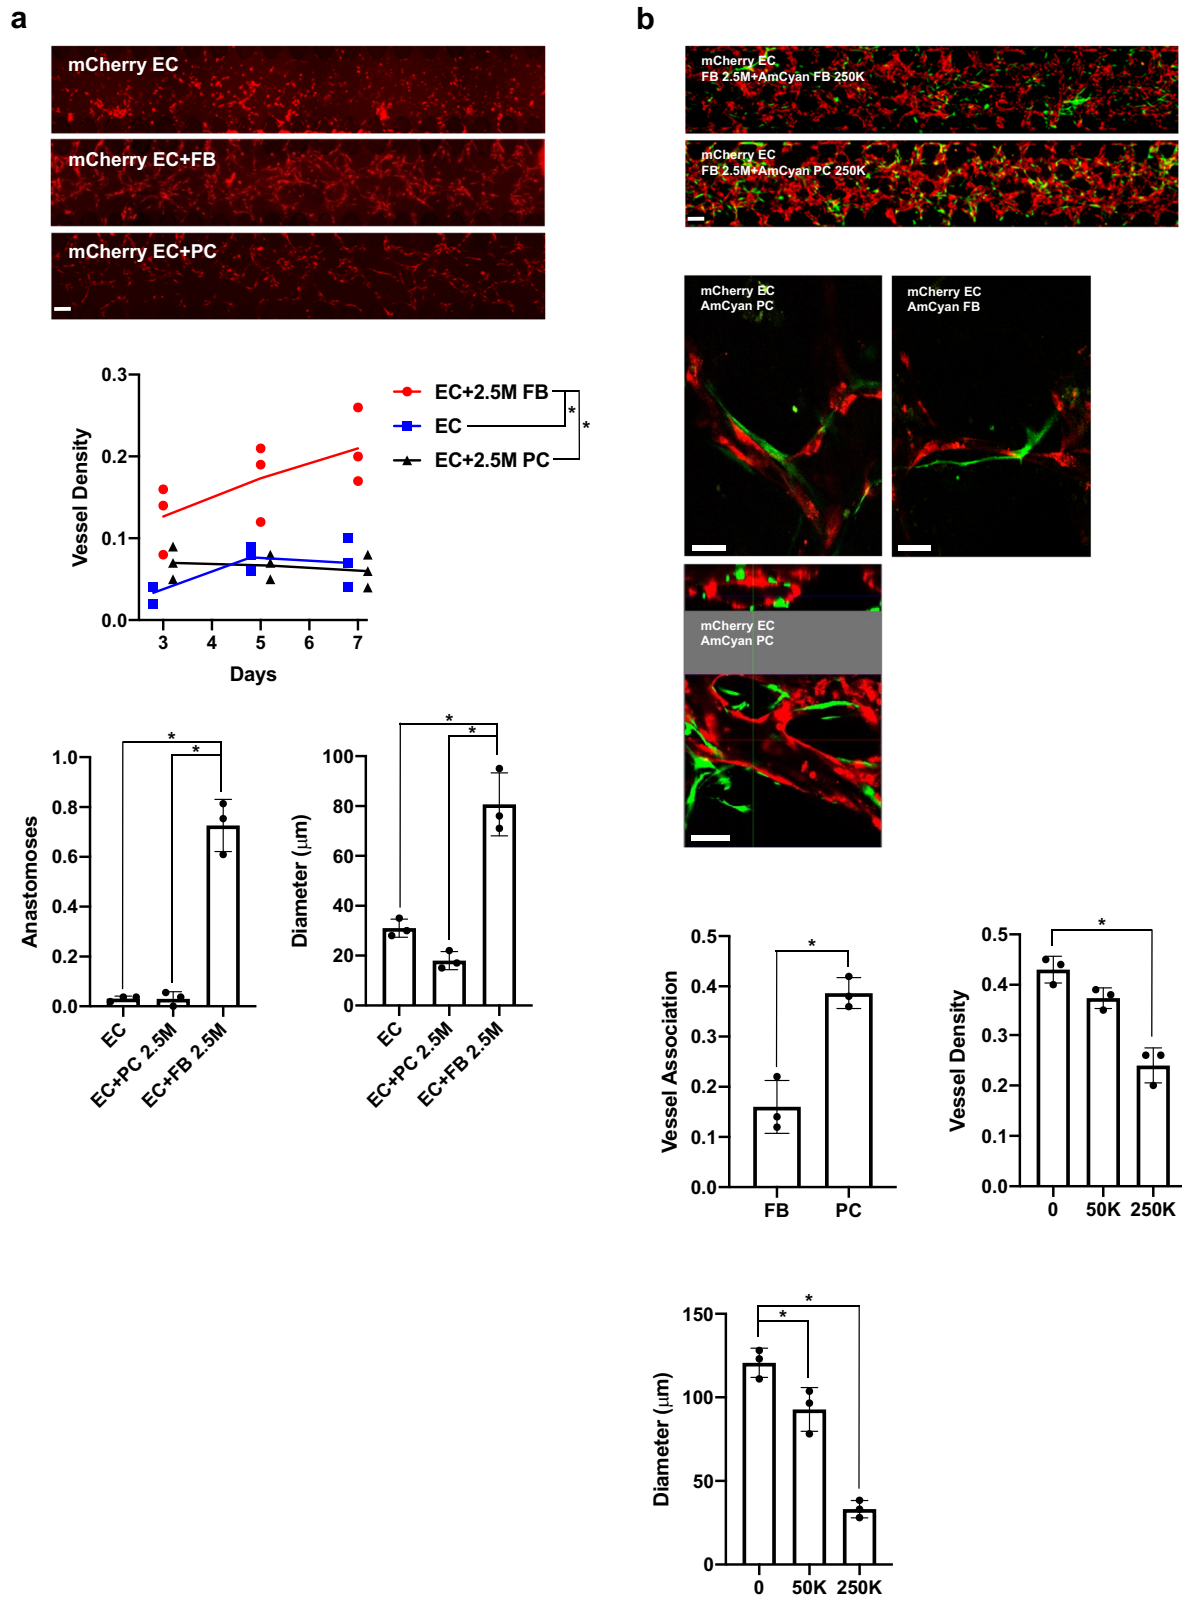 a
mCherry EC
mCherry EC+FB
mCherry EC+PC
0.3
0.2
0.1
0.0
Vessel Density
3
4
5
6
7
Days
EC+2.5M FB
EC
EC+2.5M PC
*
*
1.0
0.8
0.6
0.4
0.2
0.0
Anastomoses
*
*
EC
EC+PC 2.5M
EC+FB 2.5M
100
80
60
40
20
0
Diameter (μm)
*
*
EC
EC+PC 2.5M
EC+FB 2.5M
b
mCherry EC
FB 2.5M+AmCyan FB 250K
mCherry EC
FB 2.5M+AmCyan PC 250K
mCherry EC
AmCyan PC
mCherry EC
AmCyan FB
mCherry EC
AmCyan PC
0.5
0.4
0.3
0.2
0.1
0.0
Vessel Association
*
FB
PC
0.5
0.4
0.3
0.2
0.1
0.0
Vessel Density
*
0
50K
250K
150
100
50
0
Diameter (μm)
*
*
0
50K
250K